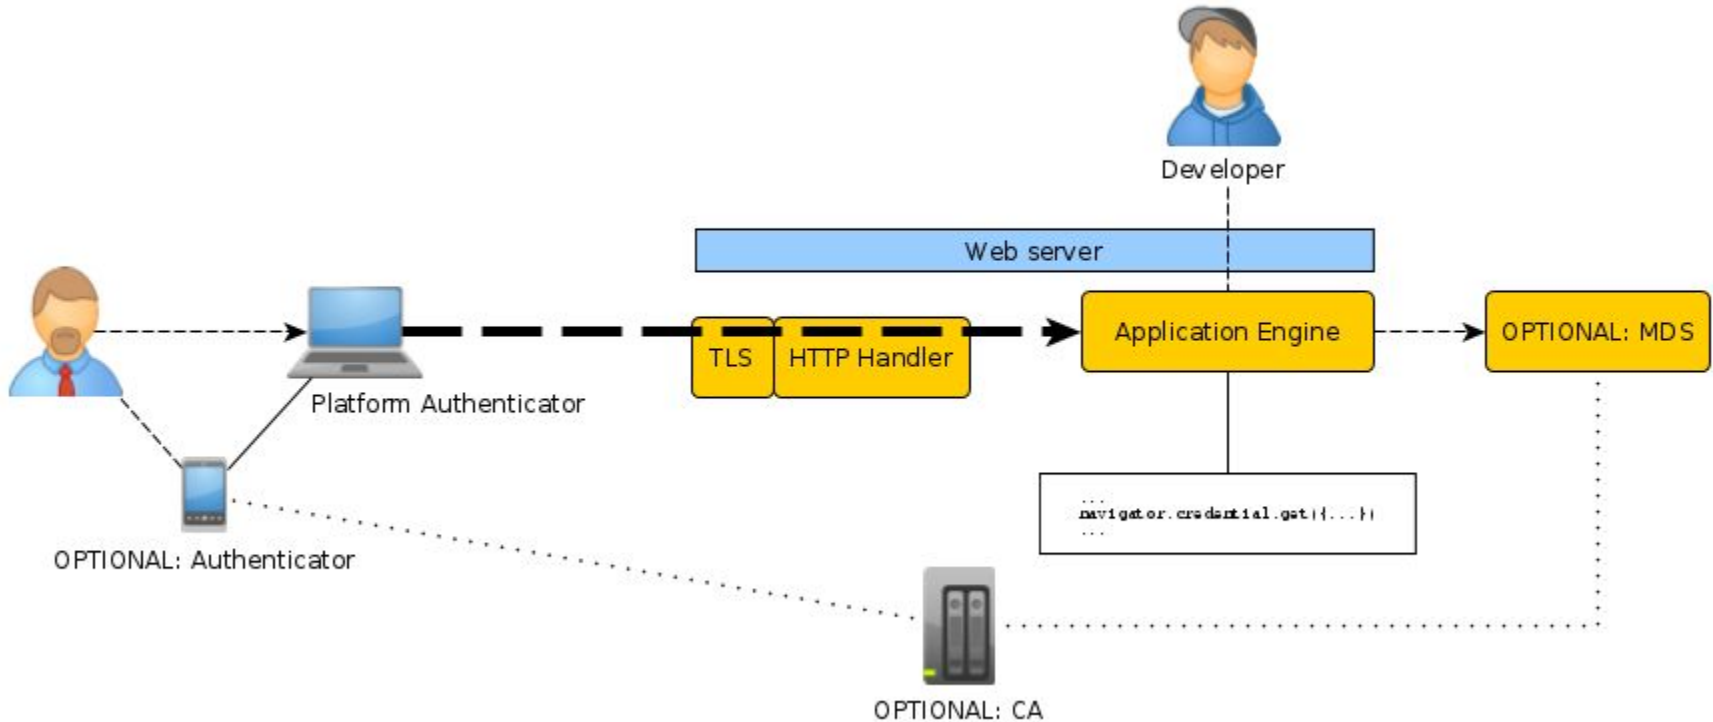 Developer
Web server
Application Engine
OPTIONAL: MDS
TLS
HTTP Handler
Platform Authenticator
...
navigator.credential.get({...})
...
OPTIONAL: Authenticator
OPTIONAL: CA